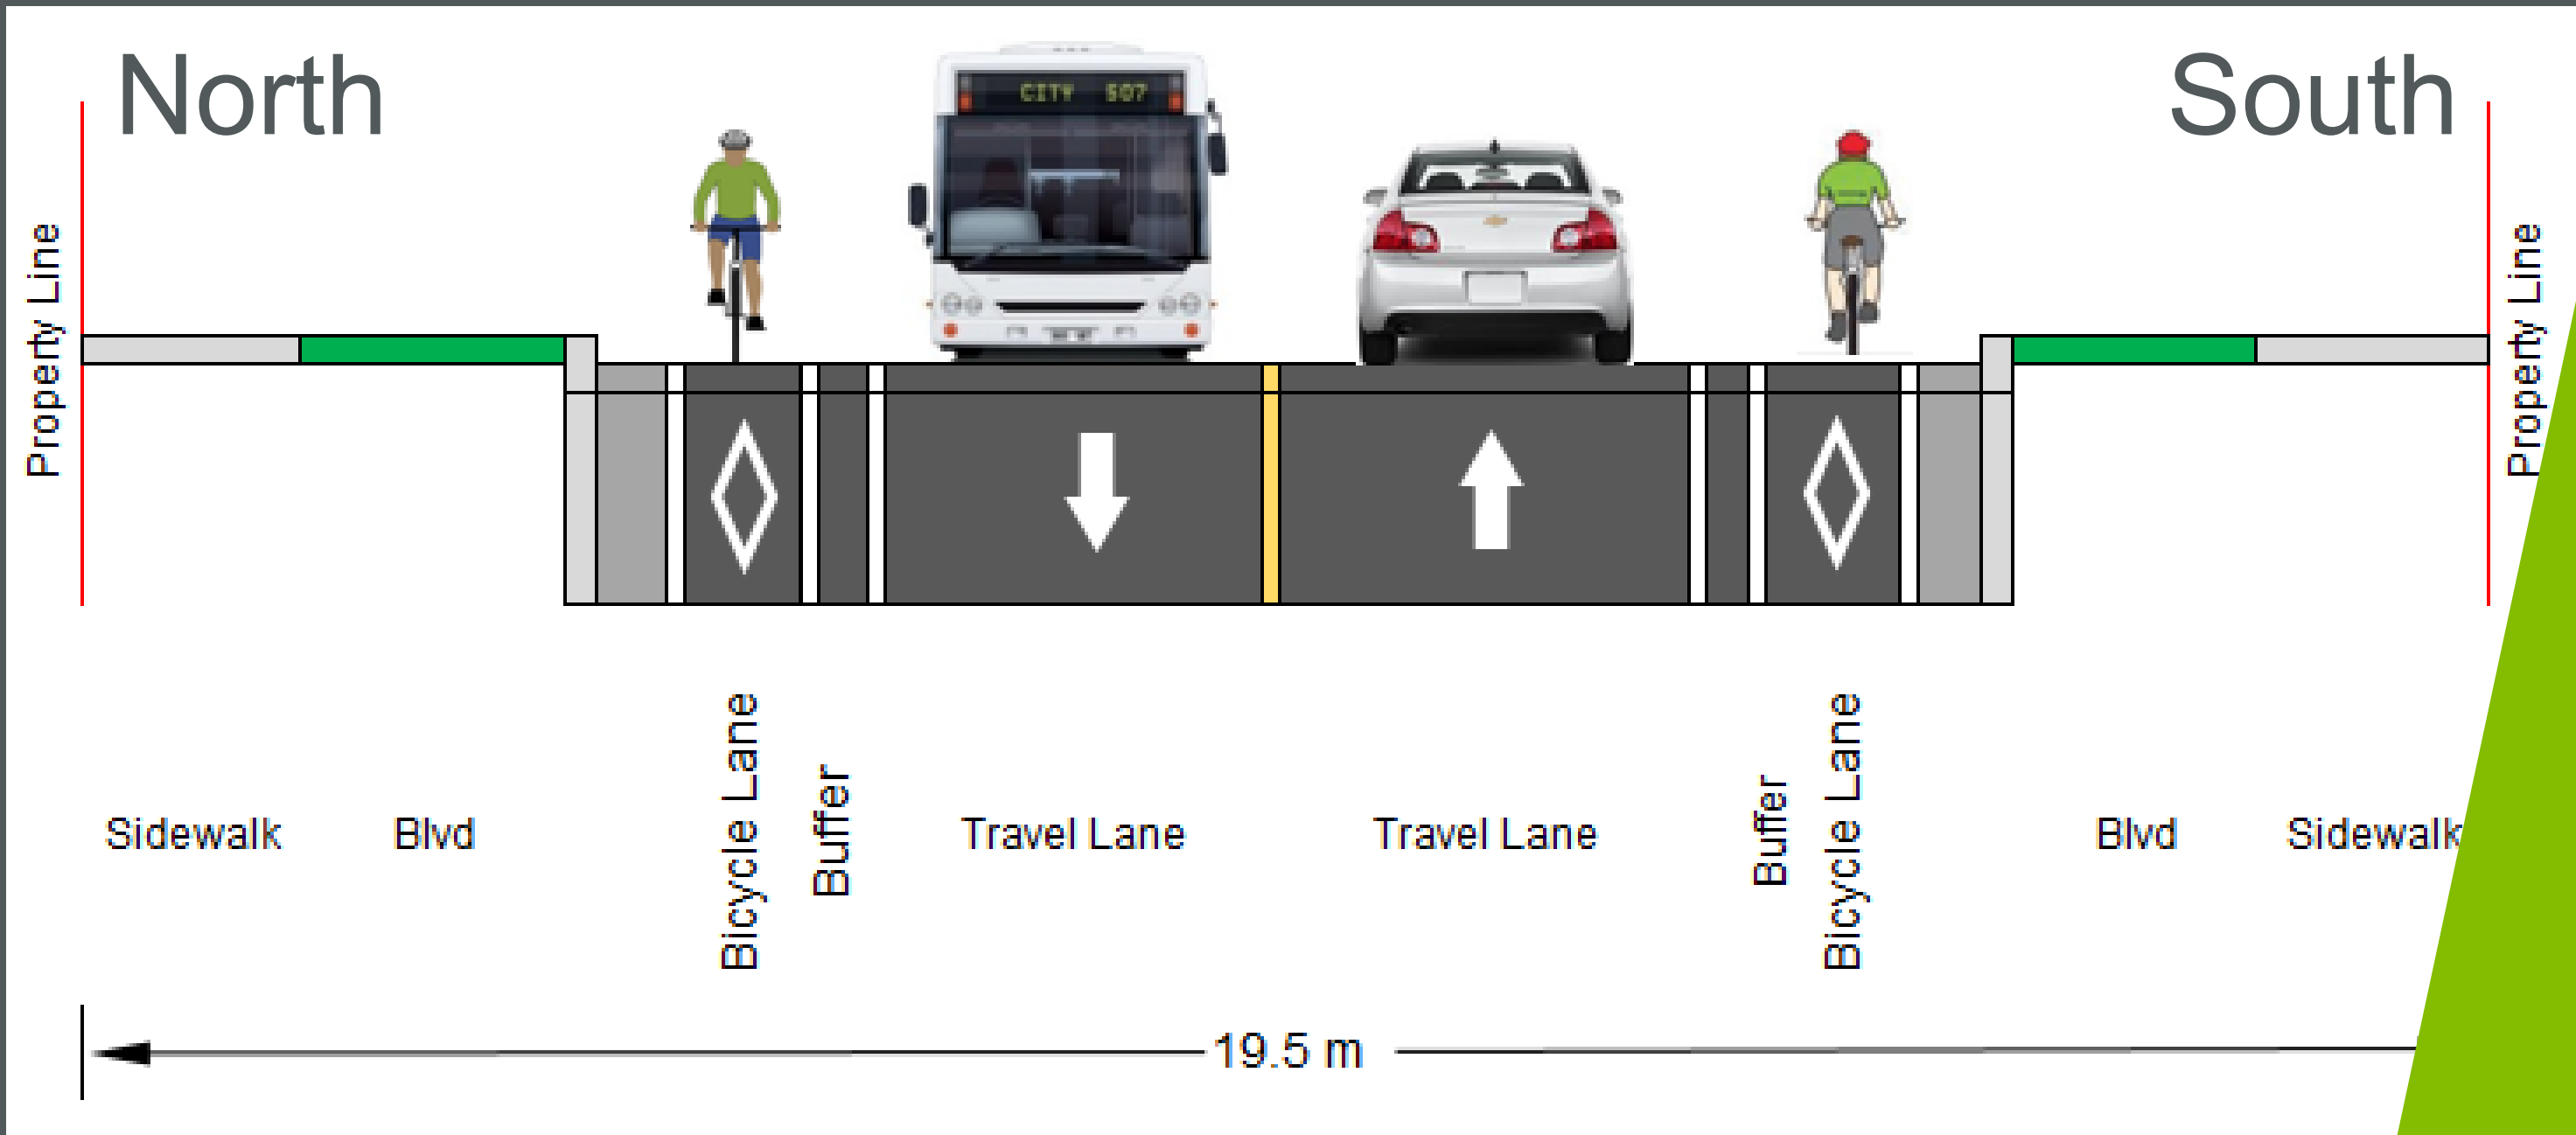 North
South
CITY 507
Property Line
Property Line
Sidewalk
Blvd
Bicycle Lane
Buffer
Travel Lane
Travel Lane
Buffer
Bicycle Lane
Blvd
Sidewalk
19.5 m